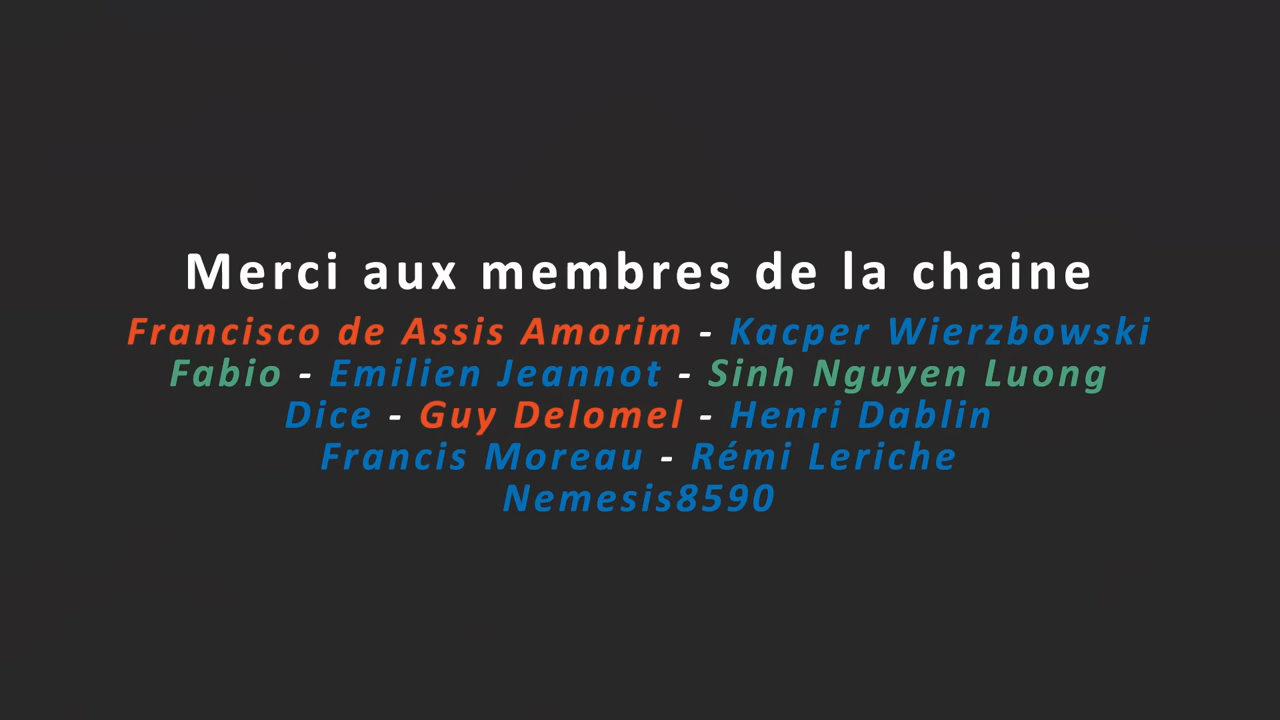 Merci aux membres de la chaine
Francisco de Assis Amorim - Kacper Wierzbowski
Fabio - Emilien Jeannot - Sinh Nguyen Luong
Dice - Guy Delomel - Henri Dablin
Francis Moreau - Rémi Leriche
Nemesis8590